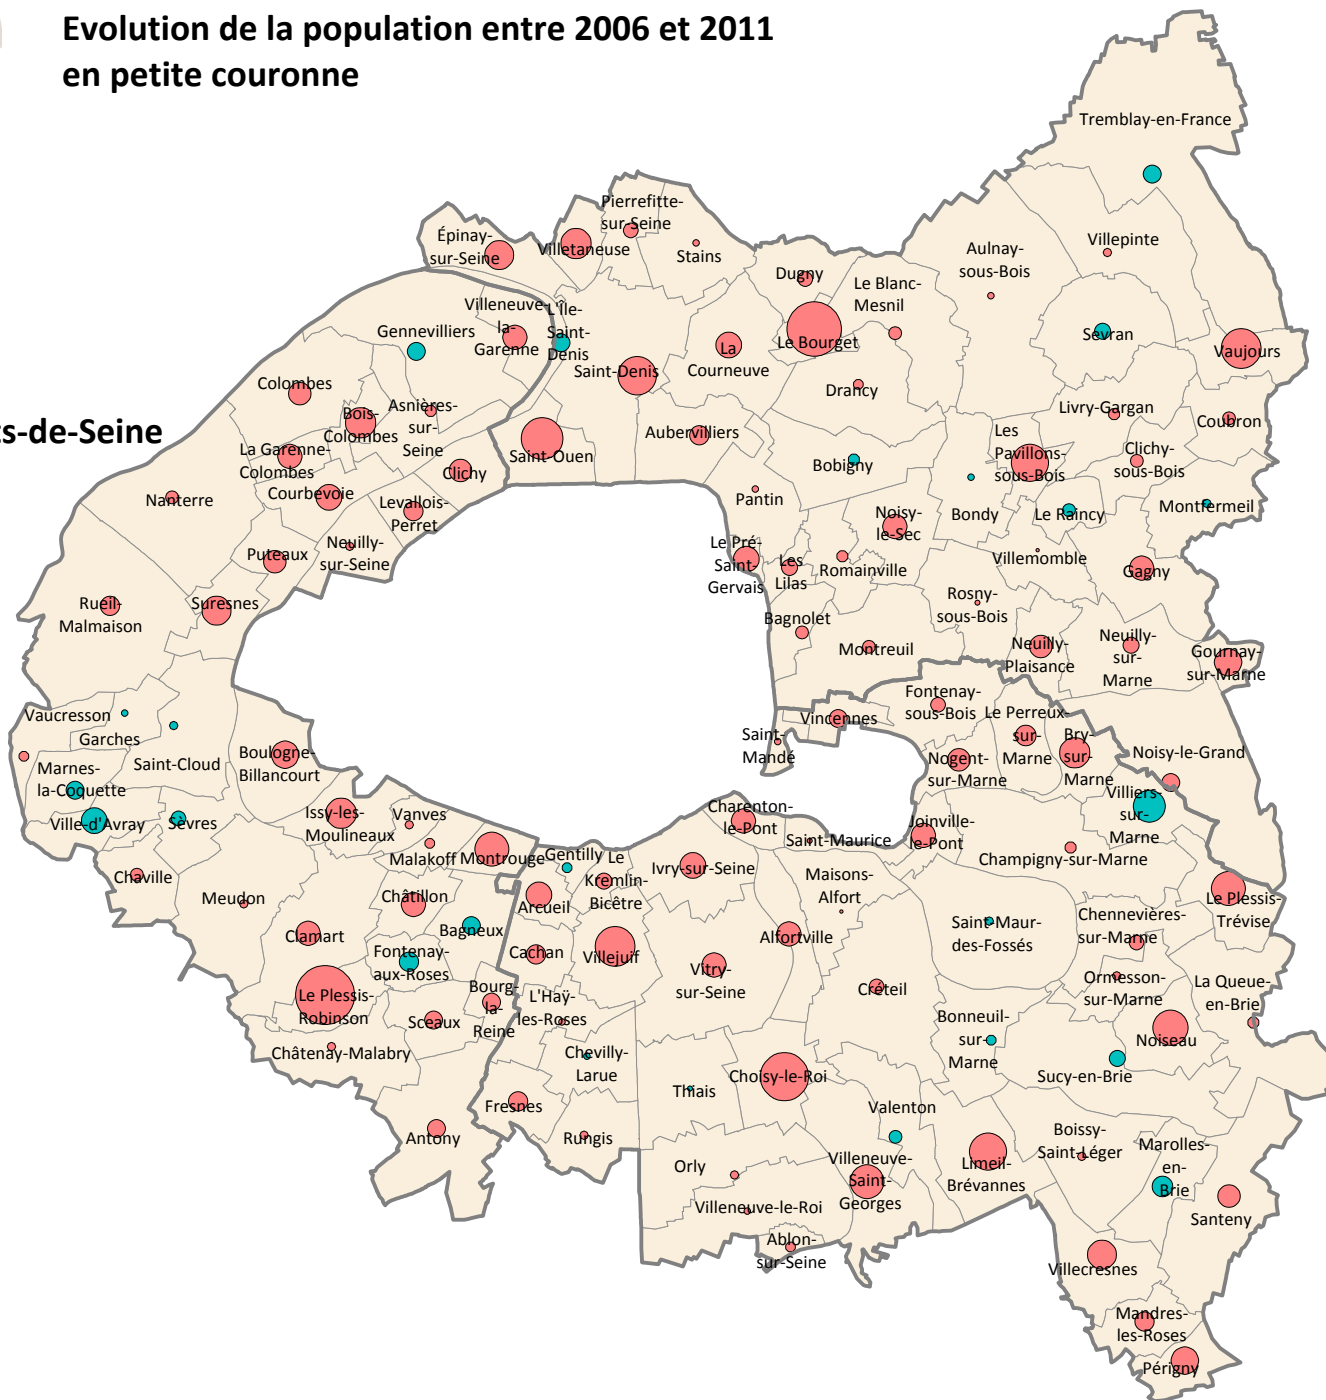 Evolution de la population entre 2006 et 2011
en petite couronne
Tremblay-en-France
Pierrefitte-
sur-Seine
Épinay-
sur-Seine
Villetaneuse
Stains
Aulnay-
sous-Bois
Villepinte
Dugny
Le Blanc-
Mesnil
Villeneuve-
la-
Garenne
L'Île-
Saint-
Denis
Gennevilliers
Le Bourget
Sevran
Vaujours
La
Courneuve
Saint-Denis
Colombes
Drancy
Bois-
Colombes
Asnières-
sur-
Seine
Livry-Gargan
Coubron
ts-de-Seine
Aubervilliers
La Garenne-
Colombes
Saint-Ouen
Les
Pavillons-
sous-Bois
Clichy-
sous-Bois
Clichy
Bobigny
Nanterre
Courbevoie
Levallois-
Perret
Pantin
Noisy-
le-Sec
Bondy
Le Raincy
Montfermeil
Puteaux
Neuilly-
sur-Seine
Le Pré-
Saint-
Gervais
Les
Lilas
Romainville
Villemomble
Gagny
Rueil-
Malmaison
Suresnes
Rosny-
sous-Bois
Bagnolet
Montreuil
Neuilly-
Plaisance
Neuilly-
sur-
Marne
Gournay-
sur-Marne
Vaucresson
Garches
Fontenay-
sous-Bois
Le Perreux-
sur-
Marne
Vincennes
Saint-
Mandé
Bry-
sur-
Marne
Noisy-le-Grand
Marnes-
la-Coquette
Saint-Cloud
Boulogne-
Billancourt
Nogent-
sur-Marne
Villiers-
sur-
Marne
Ville-d'Avray
Sèvres
Issy-les-
Moulineaux
Vanves
Charenton-
le-Pont
Saint-Maurice
Joinville-
le-Pont
Champigny-sur-Marne
Malakoff
Montrouge
Gentilly
Le
Kremlin-
Bicêtre
Ivry-sur-Seine
Maisons-
Alfort
Chaville
Meudon
Châtillon
Arcueil
Le Plessis-
Trévise
Clamart
Bagneux
Cachan
Villejuif
Alfortville
Saint-Maur-
des-Fossés
Chennevières-
sur-Marne
Fontenay-
aux-Roses
Vitry-
sur-Seine
Ormesson-
sur-Marne
La Queue-
en-Brie
Le Plessis-
Robinson
Bourg-
la-
Reine
L'Haÿ-
les-Roses
Créteil
Sceaux
Bonneuil-
sur-
Marne
Noiseau
Châtenay-Malabry
Chevilly-
Larue
Choisy-le-Roi
Sucy-en-Brie
Thiais
Fresnes
Valenton
Antony
Rungis
Boissy-
Saint-Léger
Marolles-
en-
Brie
Orly
Villeneuve-
Saint-
Georges
Limeil-
Brévannes
Villeneuve-le-Roi
Santeny
Ablon-
sur-Seine
Villecresnes
Mandres-
les-Roses
Périgny